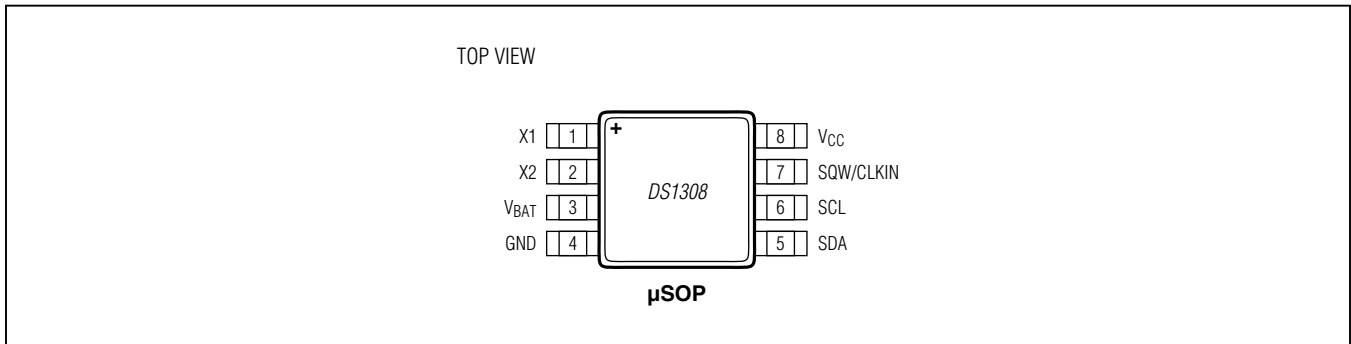 TOP VIEW
X1 1 + 8 VCC
X2 2 7 SQW/CLKIN
DS1308
VBAT 3 6 SCL
GND 4 5 SDA
µSOP